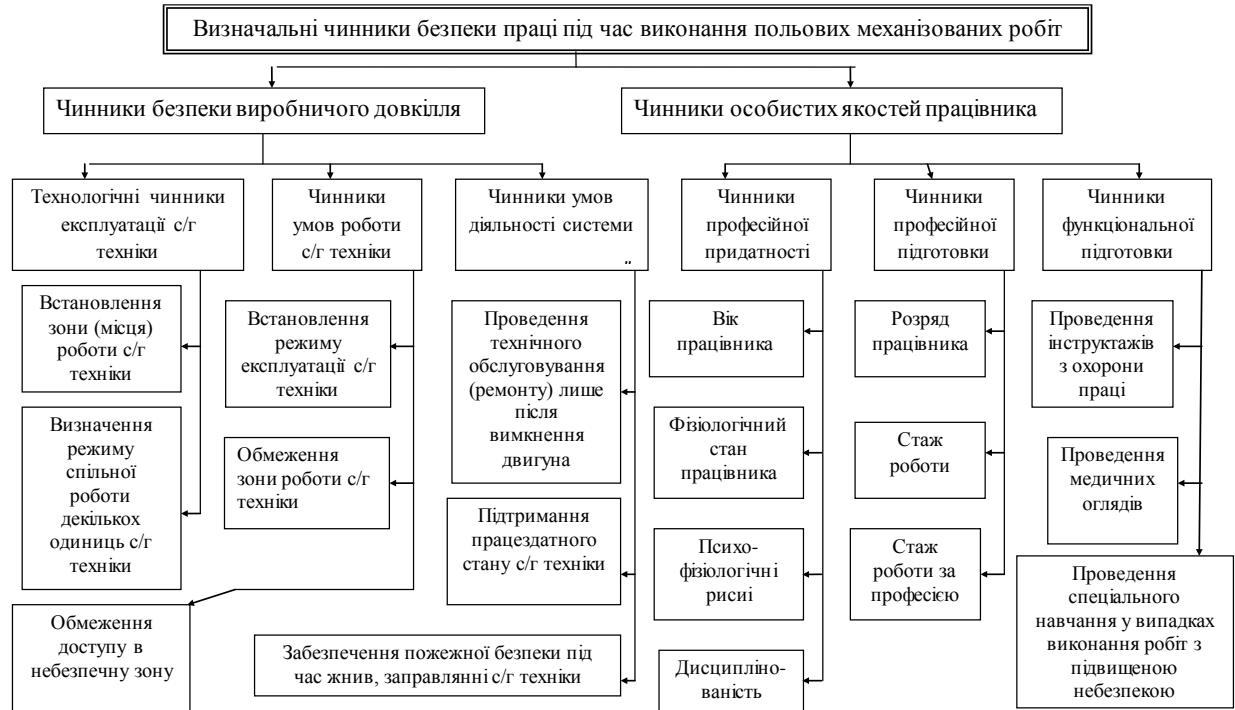 Визначальні чинники безпеки праці під час виконання польових механізованих робіт
Чинники безпеки виробничого довкілля
Чинники особистих якостей працівника
Технологічні чинники
експлуатації с/г
техніки
Чинники
умов роботи
с/г техніки
Чинники умов
діяльності системи
„
Чинники
професійної
придатності
Чинники
професійної
підготовки
Чинники
функціональної
підготовки
Встановлення
зони (місця)
роботи с/г
техніки
Визначення
режиму
спільної
роботи
декількох
одиниць с/г
техніки
Встановлення
режиму
експлуатації с/г
техніки
Обмеження
зони роботи с/г
техніки
Обмеження
доступу в
небезпечну зону
Проведення
технічного
обслуговування
(ремонту) лише
після
вимкнення
двигуна
Підтримання
працездатного
стану с/г техніки
Забезпечення пожежної безпеки під
час жнив, заправлянні с/г техніки
Вік
працівника
Фізіологічний
стан
працівника
Психо-
фізіологічні
рисиі
Дисципліно-
ваність
Розряд
працівника
Стаж
роботи
Стаж
роботи за
професією
Проведення
інструктажів
з охорони
праці
Проведення
медичних
оглядів
Проведення
спеціального
навчання у випадках
виконання робіт з
підвищеною
небезпекою